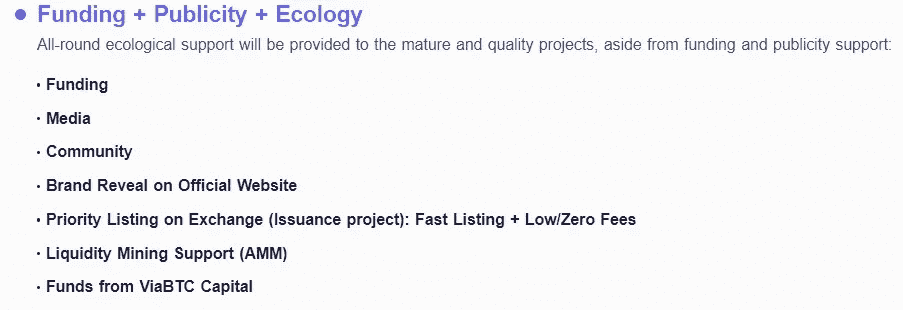 • Funding + Publicity + Ecology
All-round ecological support will be provided to the mature and quality projects, aside from funding and publicity support:
• Funding
• Media
• Community
• Brand Reveal on Official Website
• Priority Listing on Exchange (Issuance project): Fast Listing + Low/Zero Fees
• Liquidity Mining Support (AMM)
• Funds from ViaBTC Capital